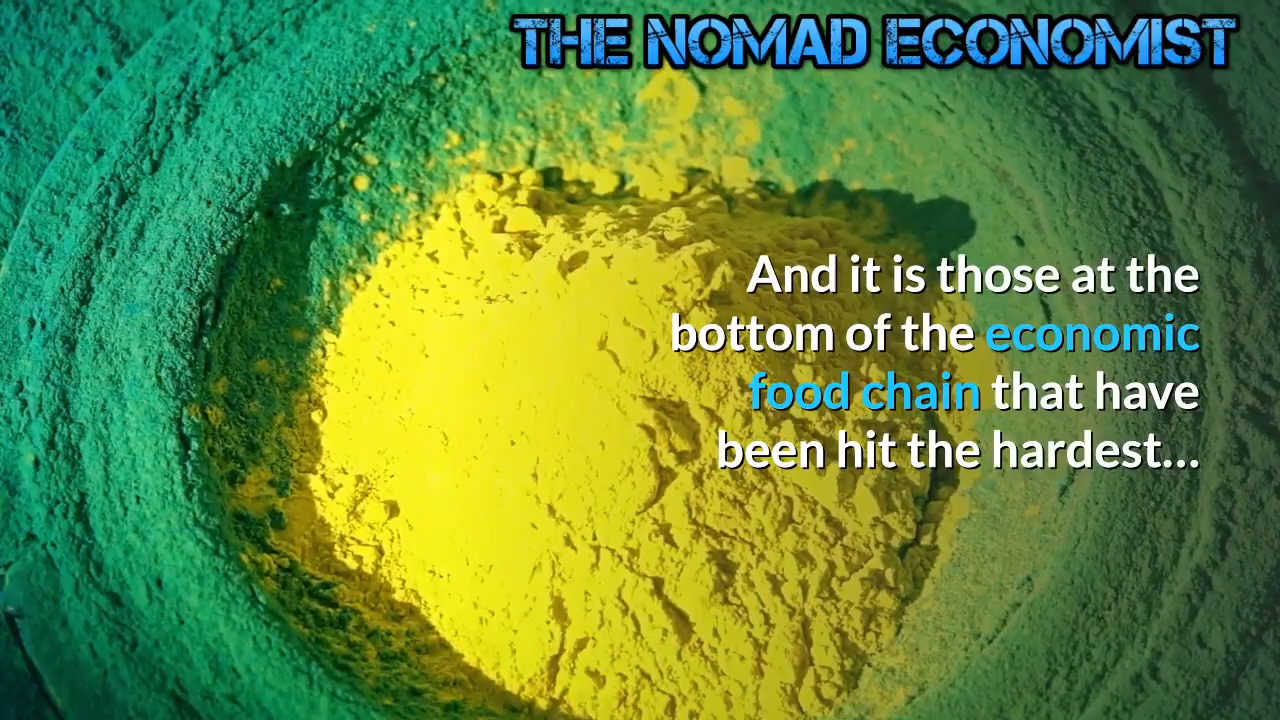 THE NOMAD ECONOMIST
And it is those at the
bottom of the economic
food chain that have
been hit the hardest...